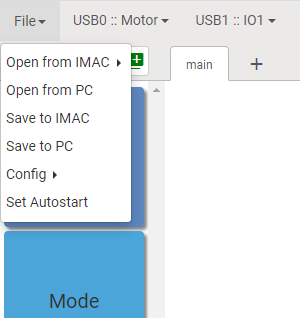 File USB0 :: Motor USB1 :: IO1
Open from IMAC
main +
Open from PC
Save to IMAC
Save to PC
Config
Set Autostart
Mode